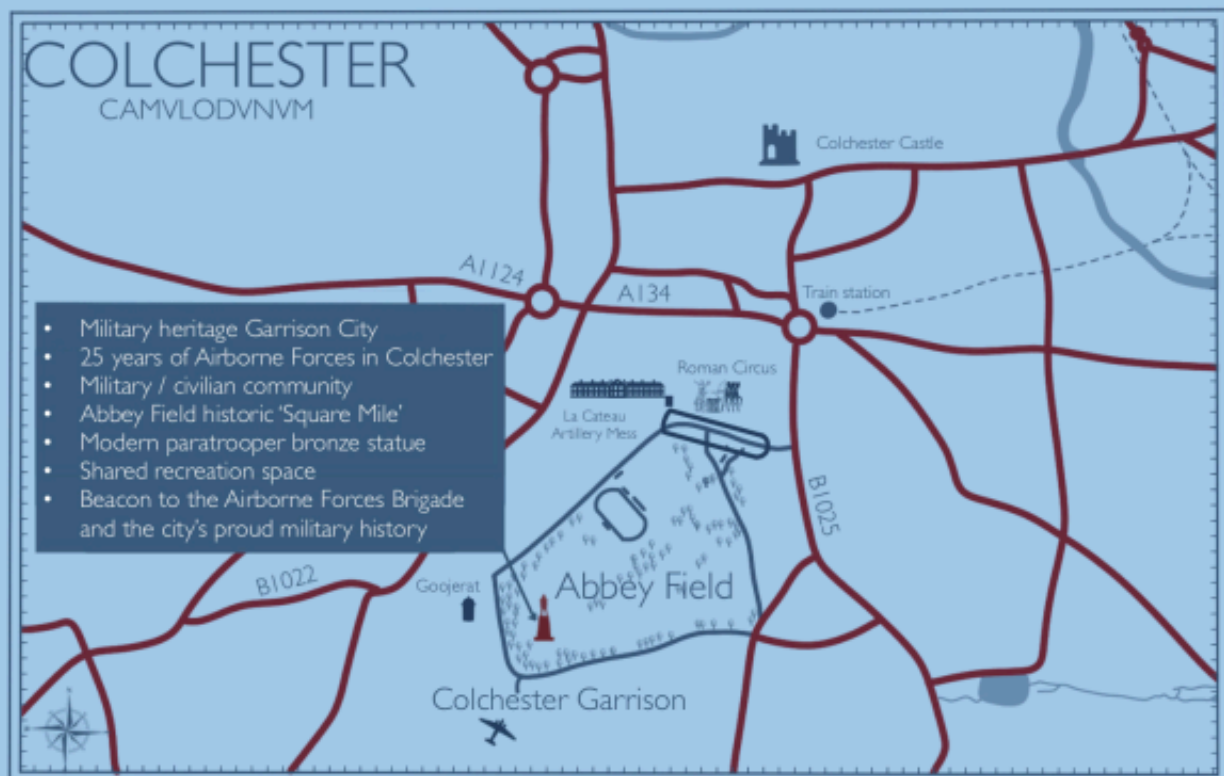 COLCHESTER
CAMVLODVNVM
Colchester Castle
A1124
A134
Train station
• Military heritage Garrison City
• 25 years of Airborne Forces in Colchester
• Military / civilian community
• Abbey Field historic 'Square Mile'
• Modern paratrooper bronze statue
• Shared recreation space
• Beacon to the Airborne Forces Brigade
and the city's proud military history
Roman Circus
La Cateau
Artillery Mess
B1025
B1022
Goojerat
Abbey Field
Colchester Garrison